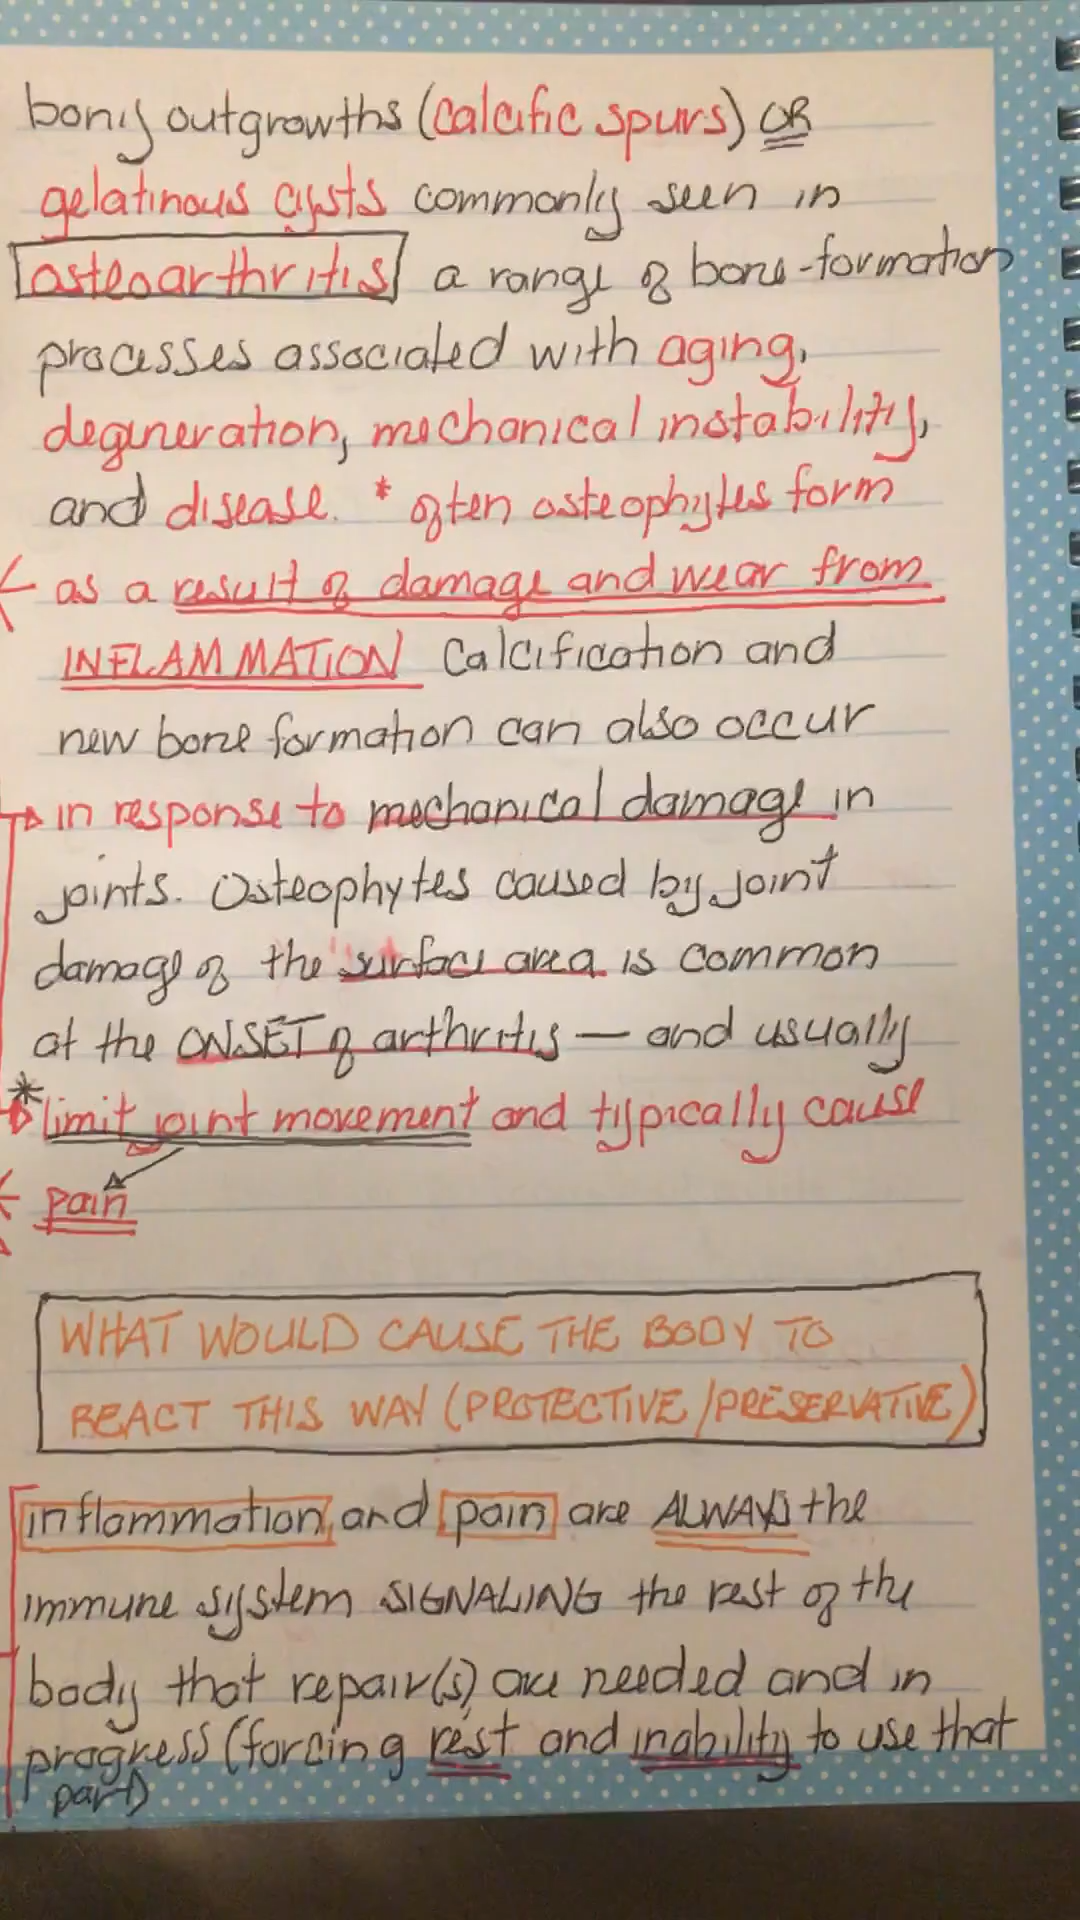 bony outgrowths (calcific spurs) OR
gelatinous cysts commonly seen in
osteoarthritis a range of bone-formation
processes associated with aging,
degeneration, mechanical instability,
and disease. * often osteophytes form
as a result of damage and wear from
INFLAMMATION Calcification and
new bone formation can also occur
in response to mechanical damage in
joints. Osteophytes caused by joint
damage of the surface area is common
at the ONSET of arthritis — and usually
* limit joint movement and typically cause
pain
WHAT WOULD CAUSE THE BODY TO
REACT THIS WAY (PROTECTIVE/PRESERVATIVE)
inflammation and pain are ALWAYS the
immune system SIGNALING the rest of the
body that repair(s) are needed and in
progress (forcing rest and inability to use that
part)